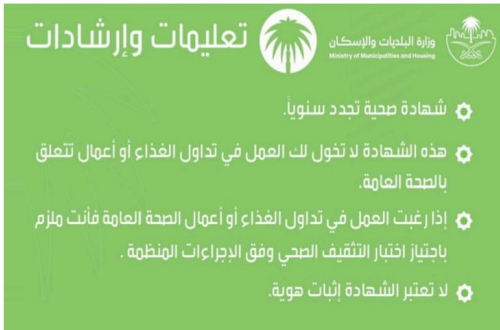 تعليمات وإرشادات
وزارة البلديات والإسكان
Ministry of Municipalities and Housing
شهادة صحية تجدد سنوياً.
هذه الشهادة لا تخول لك العمل في تداول الغذاء أو أعمال تتعلق
بالصحة العامة.
إذا رغبت العمل في تداول الغذاء أو أعمال الصحة العامة فأنت ملزم
باجتياز اختبار التثقيف الصحي وفق الإجراءات المنظمة .
لا تعتبر الشهادة إثبات هوية.